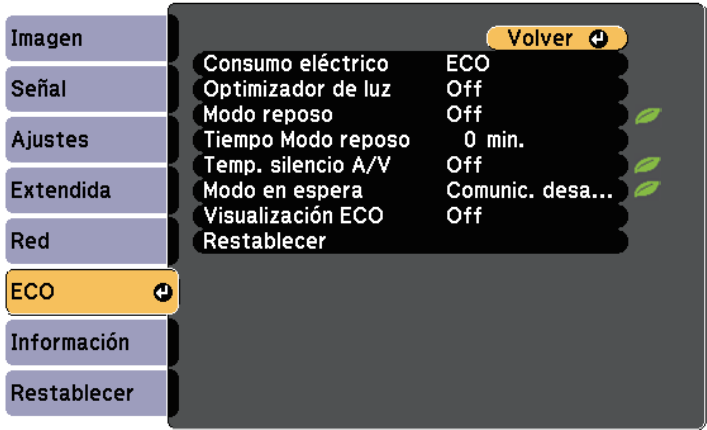 Imagen
Señal
Ajustes
Extendida
Red
ECO
Información
Restablecer
Volver
Consumo eléctrico ECO
Optimizador de luz Off
Modo reposo Off
Tiempo Modo reposo 0 min.
Temp. silencio A/V Off
Modo en espera Comunic. desa...
Visualización ECO Off
Restablecer